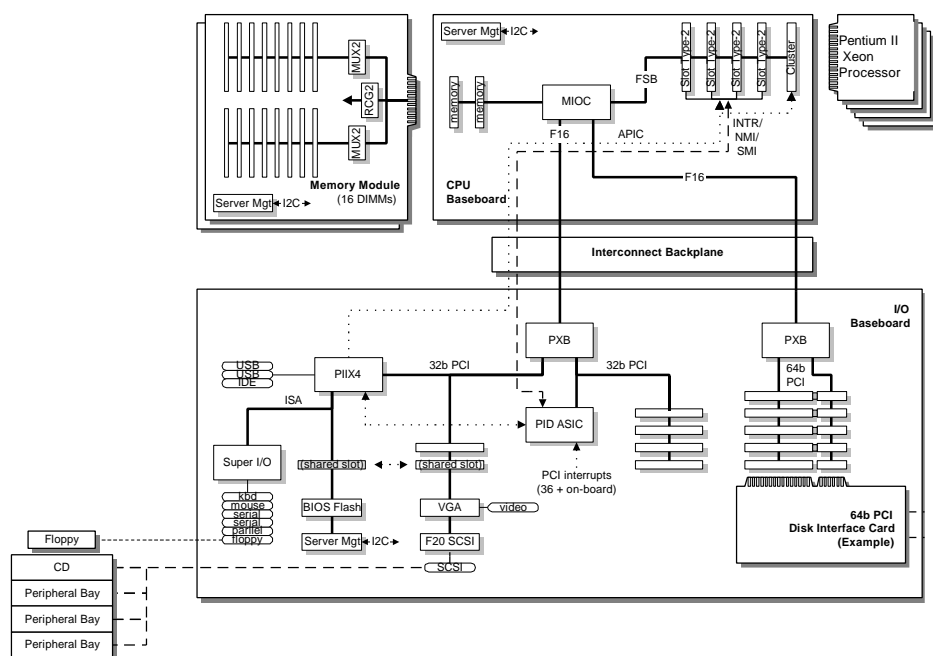 MUX2
RCG2
MUX2
Memory Module
(16 DIMMs)
Server Mgt
I2C
Server Mgt
I2C
memory
memory
MIOC
FSB
Slot Type-2
Slot Type-2
Slot Type-2
Slot Type-2
Cluster
F16
APIC
INTR/
NMI/
SMI
F16
CPU
Baseboard
Pentium II
Xeon
Processor
Interconnect Backplane
I/O
Baseboard
PXB
PXB
USB
USB
IDE
PIIX4
32b PCI
32b PCI
64b
PCI
ISA
PID ASIC
Super I/O
(shared slot)
(shared slot)
PCI interrupts
(36 + on-board)
kbd
mouse
serial
serial
parllel
floppy
BIOS Flash
VGA
video
Server Mgt
I2C
F20 SCSI
SCSI
64b PCI
Disk Interface Card
(Example)
Floppy
CD
Peripheral Bay
Peripheral Bay
Peripheral Bay